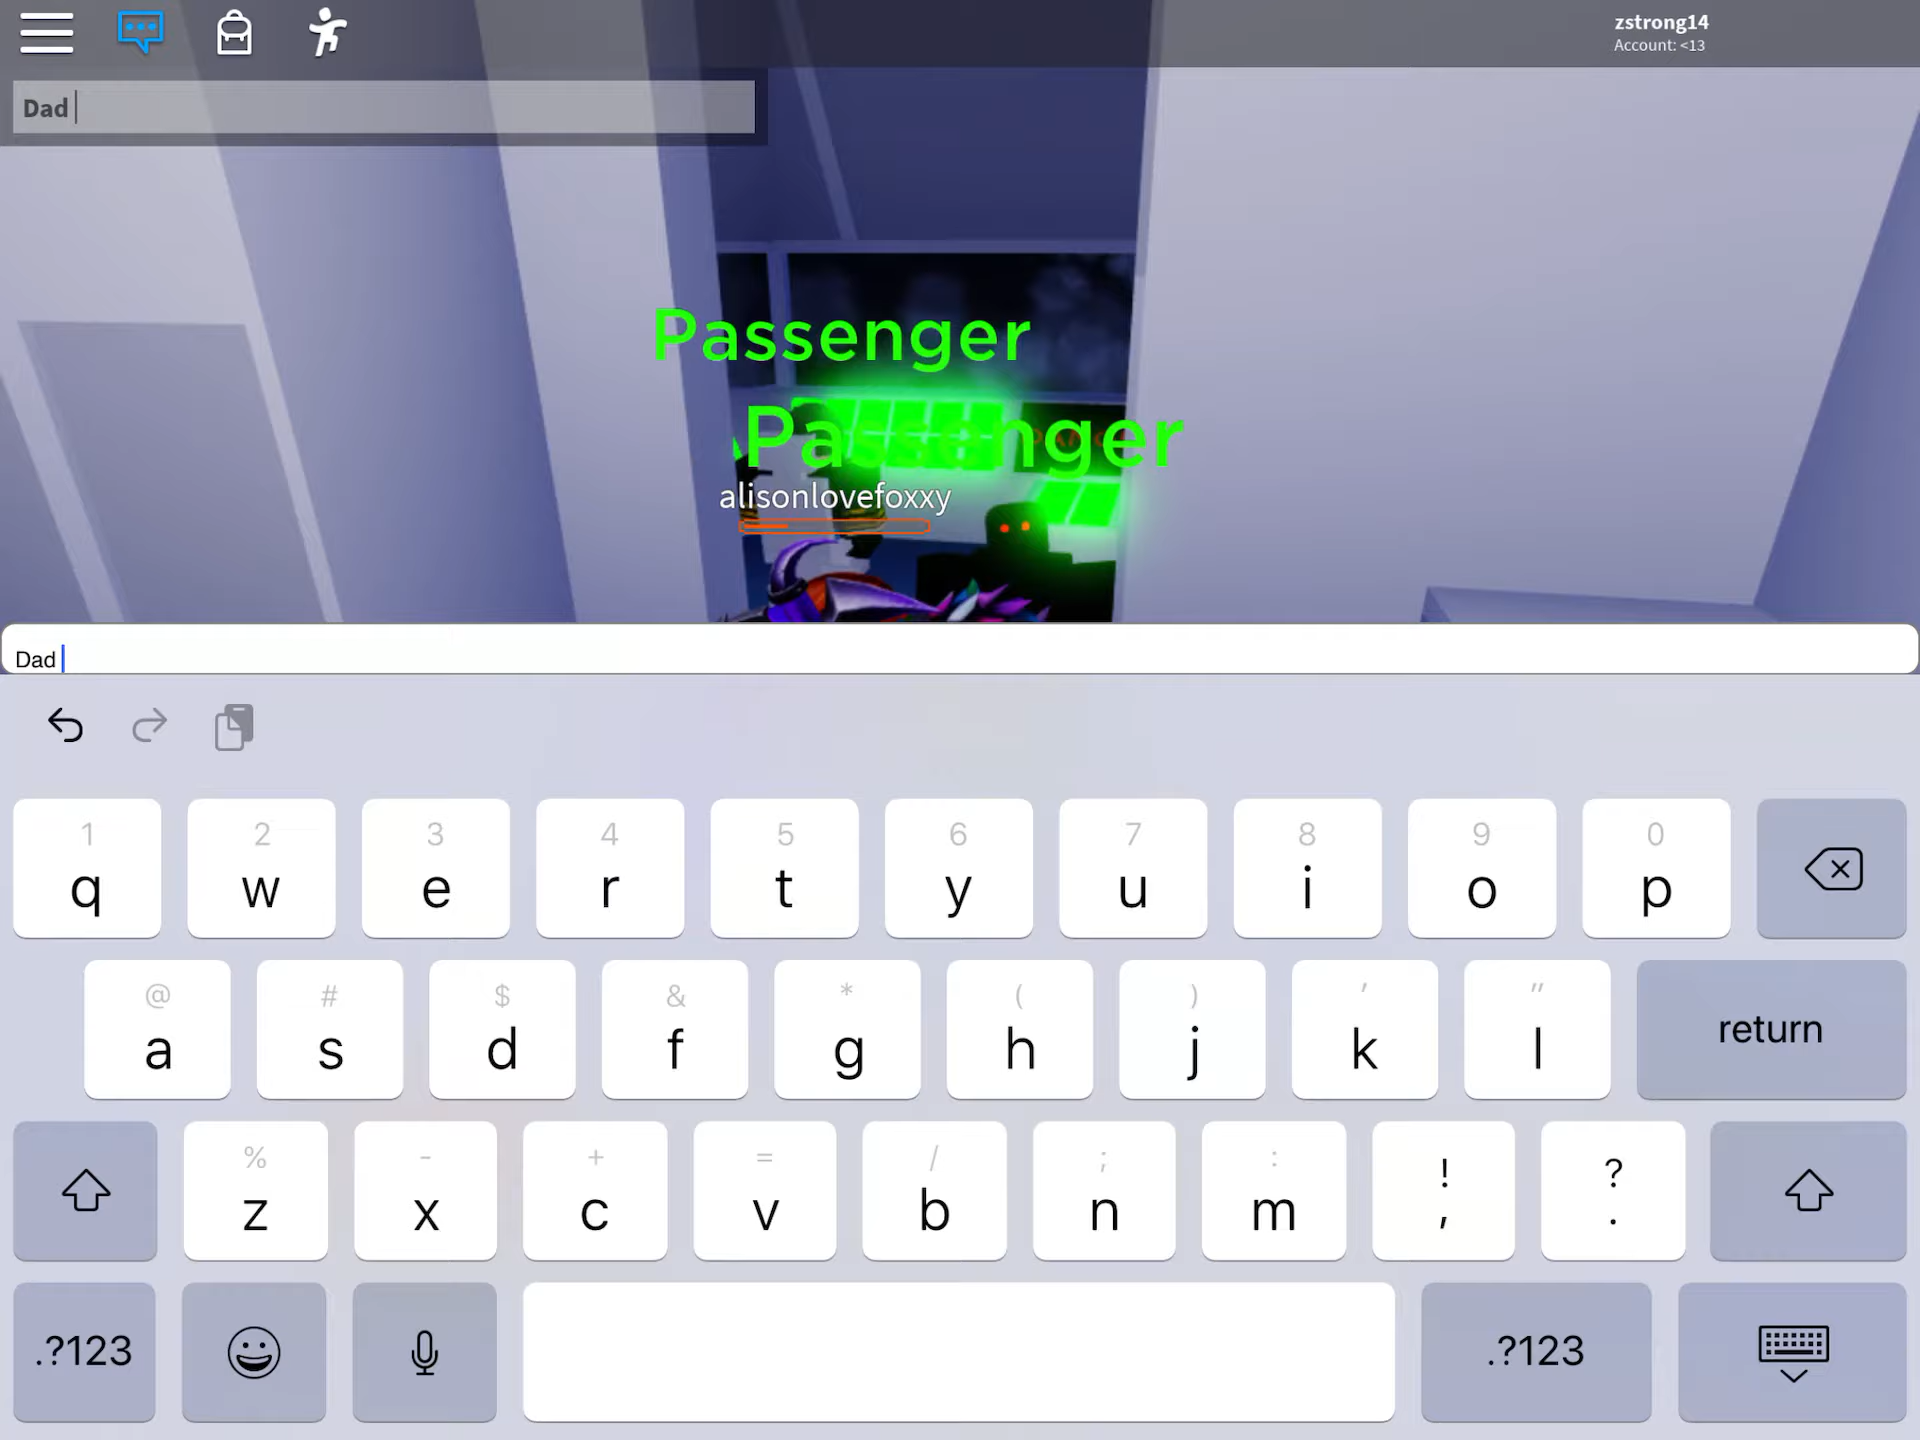 zstrong14
Account: <13
Dad
Passenger
Passenger
alisonlovefoxxy
Dad
1 2 3 4 5 6 7 8 9 0
q w e r t y u i o p
@ # $ & * ( ) ' "
a s d f g h j k l return
% - + = / ; : ! ?
z x c v b n m , .
.?123 .?123